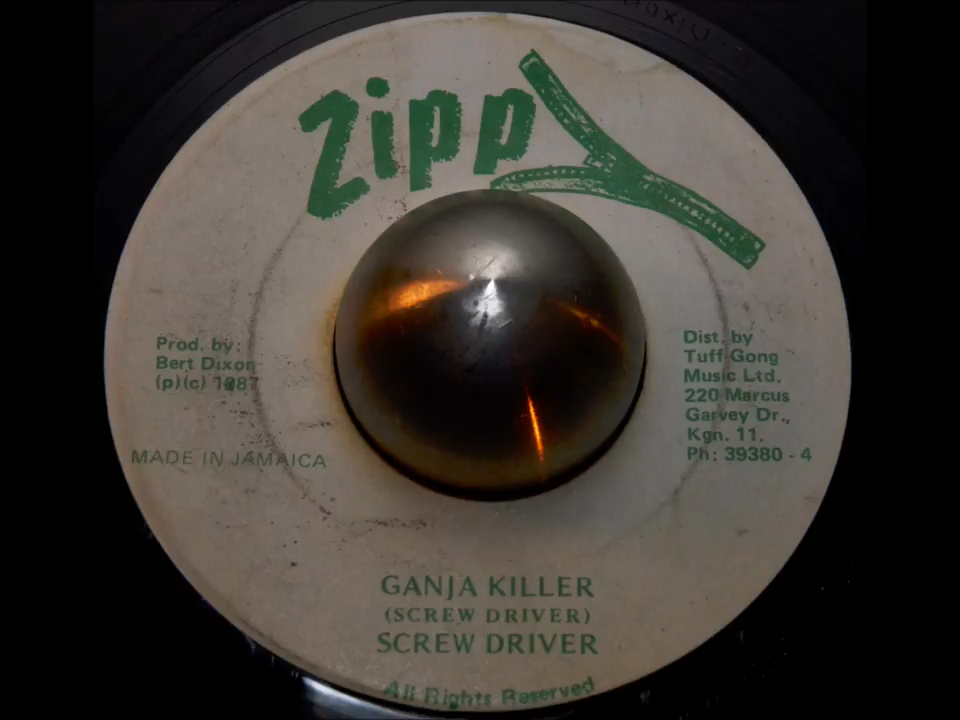 Zippy
Prod. by:
Bert Dixon
(p)(c) 1987
MADE IN JAMAICA
Dist. by
Tuff Gong
Music Ltd.
220 Marcus
Garvey Dr.,
Kgn. 11.
Ph: 39380 - 4
GANJA KILLER
(SCREW DRIVER)
SCREW DRIVER
All Rights Reserved